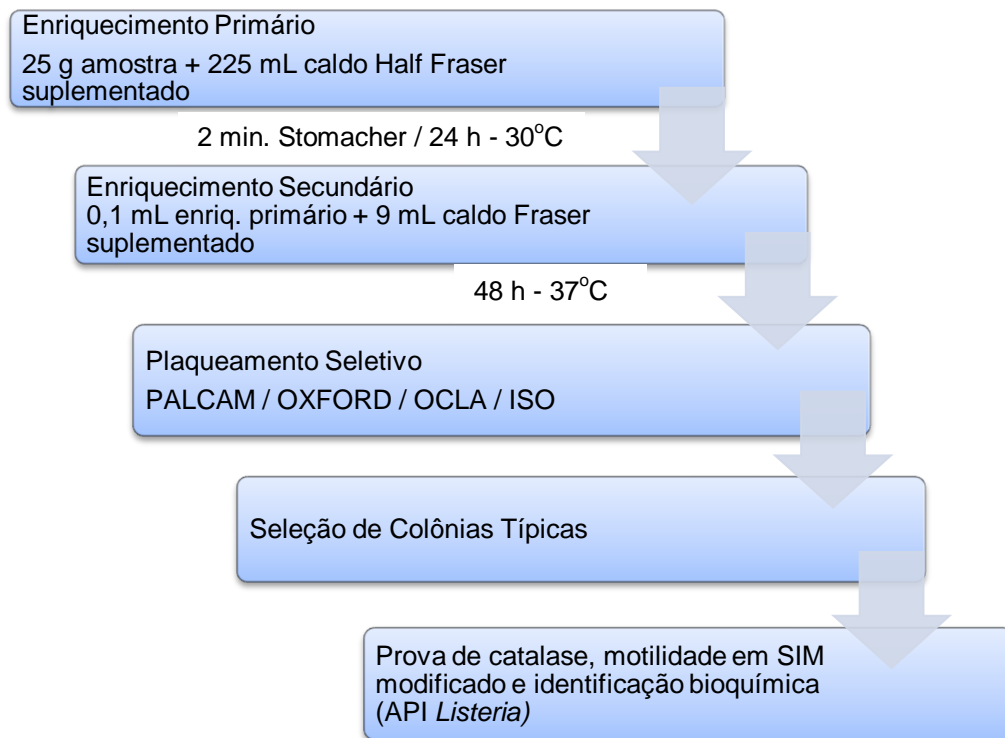 Enriquecimento Primário
25 g amostra + 225 mL caldo Half Fraser
suplementado
2 min. Stomacher / 24 h - 30°C
Enriquecimento Secundário
0,1 mL enriq. primário + 9 mL caldo Fraser
suplementado
48 h - 37°C
Plaqueamento Seletivo
PALCAM / OXFORD / OCLA / ISO
Seleção de Colônias Típicas
Prova de catalase, motilidade em SIM
modificado e identificação bioquímica
(API Listeria)